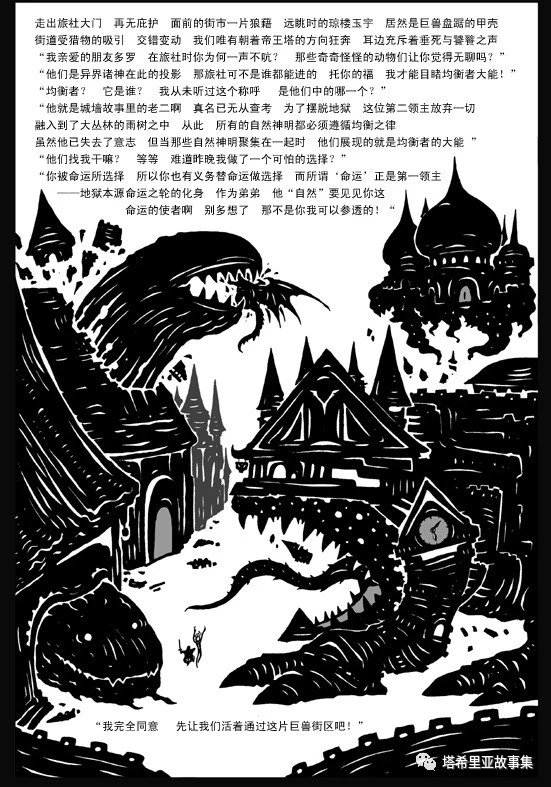 走出旅社大门　再无庇护　面前的街市一片狼藉　远眺时的琼楼玉宇　居然是巨兽盘踞的甲壳
街道受猎物的吸引　交错变动　我们唯有朝着帝王塔的方向狂奔　耳边充斥着垂死与饕餮之声
“我亲爱的朋友多罗　在旅社时你为何一声不吭？　那些奇奇怪怪的动物们让你觉得无聊吗？”
“他们是异界诸神在此的投影　那旅社可不是谁都能进的　托你的福　我才能目睹均衡者大能！”
“均衡者？　它是谁？　我从未听过这个称呼　是他们中的哪一个？”
“他就是城墙故事里的老二啊　真名已无从查考　为了摆脱地狱　这位第二领主放弃一切
融入到了大丛林的雨树之中　从此　所有的自然神明都必须遵循均衡之律
虽然他已失去了意志　但当那些自然神明聚集在一起时　他们展现的就是均衡者的大能 ”
“他们找我干嘛？　等等　难道昨晚我做了一个可怕的选择？”
“你被命运所选择　所以你也有义务替命运做选择　而所谓‘命运’正是第一领主
——地狱本源命运之轮的化身　作为弟弟　他“自然”要见见你这
命运的使者啊　别多想了　那不是你我可以参透的！“
“我完全同意　先让我们活着通过这片巨兽街区吧！”
塔希里亚故事集